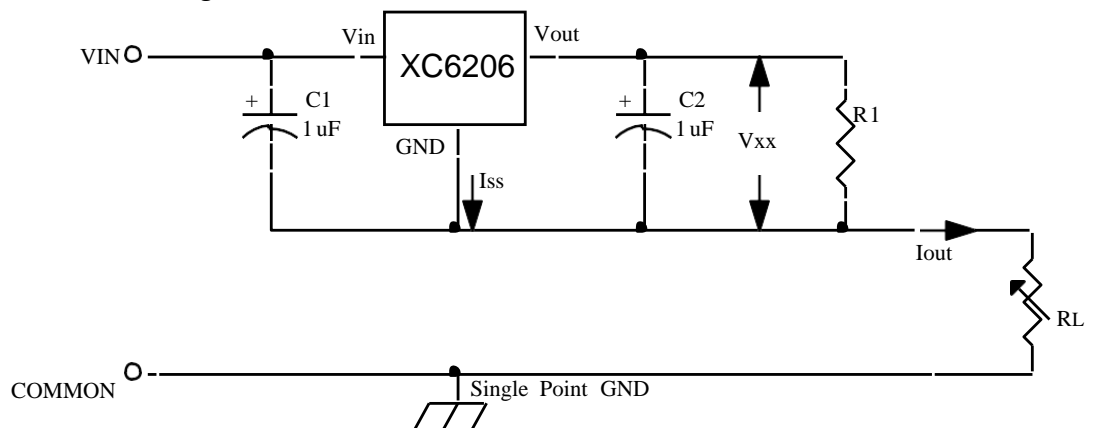 VIN
Vin
XC6206
Vout
+
C1
1 uF
GND
Iss
+
C2
1 uF
Vxx
R1
Iout
RL
COMMON
Single Point GND